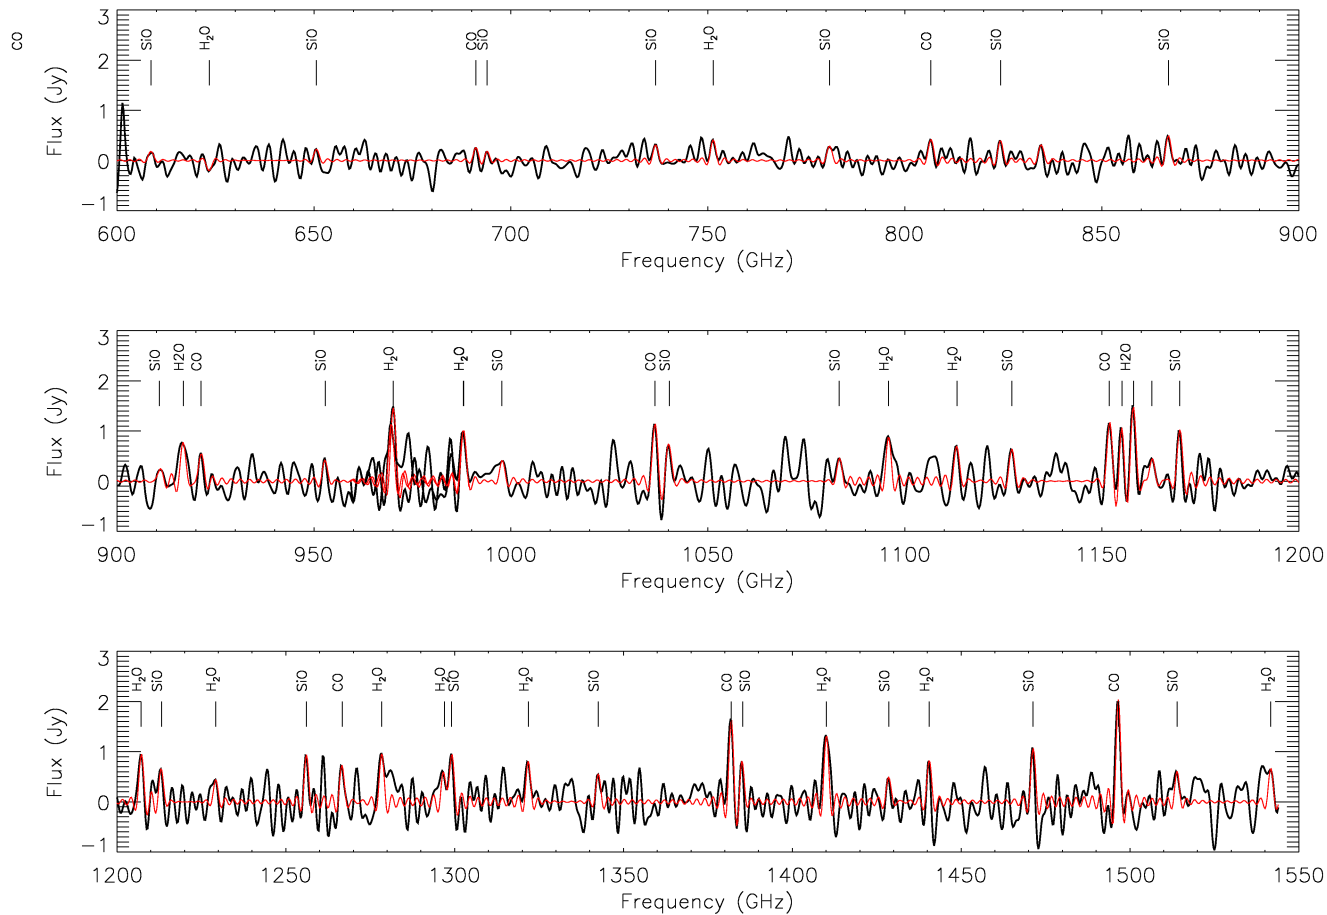 CO
3
2
1
0
−1
Flux (Jy)
SiO
H₂O
SiO
CO
SiO
SiO
H₂O
SiO
CO
SiO
SiO
600 650 700 750 800 850 900
Frequency (GHz)
3
2
1
0
−1
Flux (Jy)
SiO
H2O
CO
SiO
H₂O
H₂O
SiO
CO
SiO
SiO
H₂O
H₂O
SiO
CO
H2O
SiO
900 950 1000 1050 1100 1150 1200
Frequency (GHz)
3
2
1
0
−1
Flux (Jy)
H₂O
SiO
H₂O
SiO
CO
H₂O
H₂O
SiO
H₂O
SiO
CO
SiO
H₂O
SiO
H₂O
SiO
CO
SiO
H₂O
1200 1250 1300 1350 1400 1450 1500 1550
Frequency (GHz)